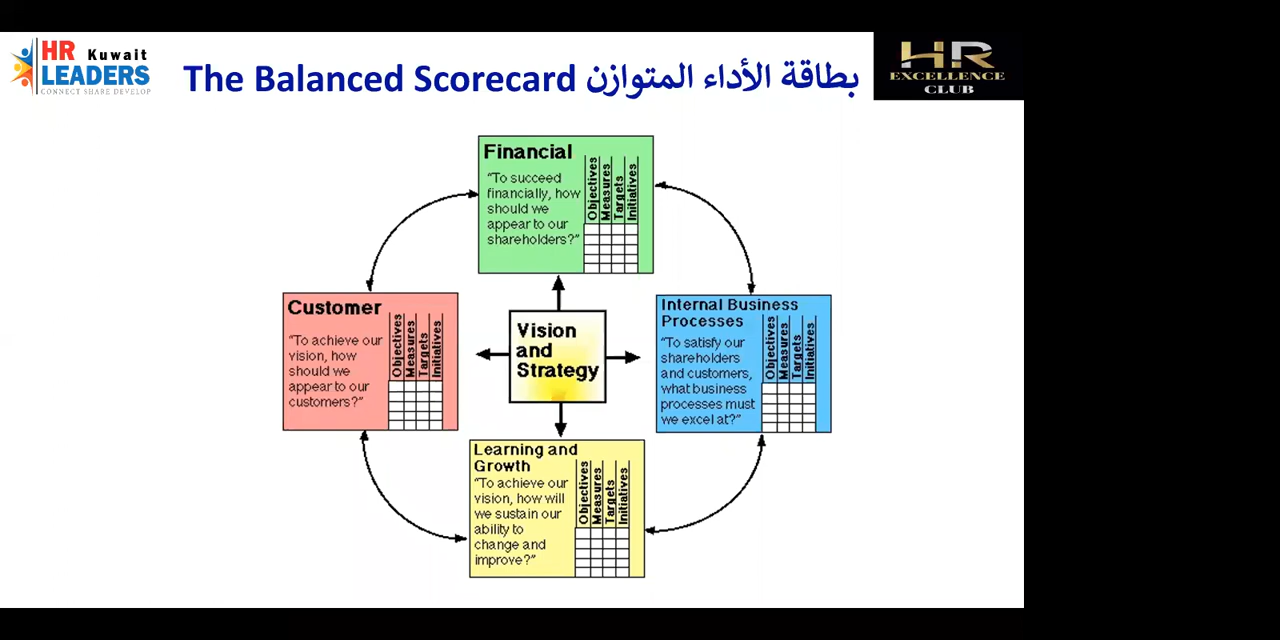 HR Kuwait
LEADERS
CONNECT SHARE DEVELOP
The Balanced Scorecard بطاقة الأداء المتوازن
HR
EXCELLENCE
CLUB
Financial
“To succeed
financially, how
should we
appear to our
shareholders?”
Objectives
Measures
Targets
Initiatives
Customer
“To achieve our
vision, how
should we
appear to our
customers?”
Objectives
Measures
Targets
Initiatives
Vision
and
Strategy
Internal Business
Processes
“To satisfy our
shareholders
and customers,
what business
processes must
we excel at?”
Objectives
Measures
Targets
Initiatives
Learning and
Growth
“To achieve our
vision, how will
we sustain our
ability to
change and
improve?”
Objectives
Measures
Targets
Initiatives